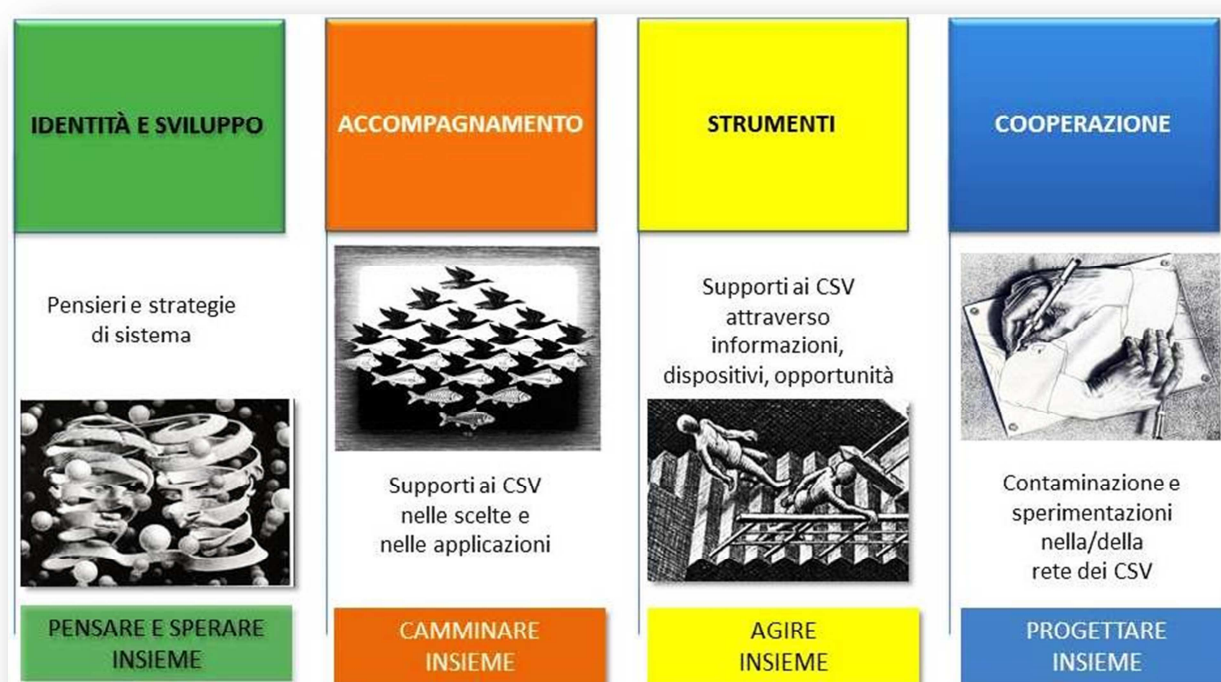 IDENTITÀ E SVILUPPO
Pensieri e strategie
di sistema
PENSARE E SPERARE
INSIEME
ACCOMPAGNAMENTO
Supporti ai CSV
nelle scelte e
nelle applicazioni
CAMMINARE
INSIEME
STRUMENTI
Supporti ai CSV
attraverso
informazioni,
dispositivi, opportunità
AGIRE
INSIEME
COOPERAZIONE
Contaminazione e
sperimentazioni
nella/della
rete dei CSV
PROGETTARE
INSIEME